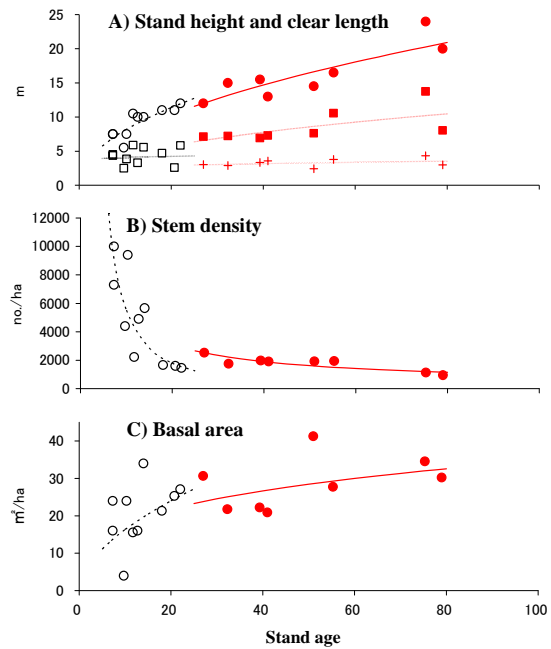 A) Stand height and clear length
m
25
20
15
10
5
0
B) Stem density
no./ha
12000
10000
8000
6000
4000
2000
0
C) Basal area
㎡/ha
40
30
20
10
0
0 20 40 60 80 100
Stand age